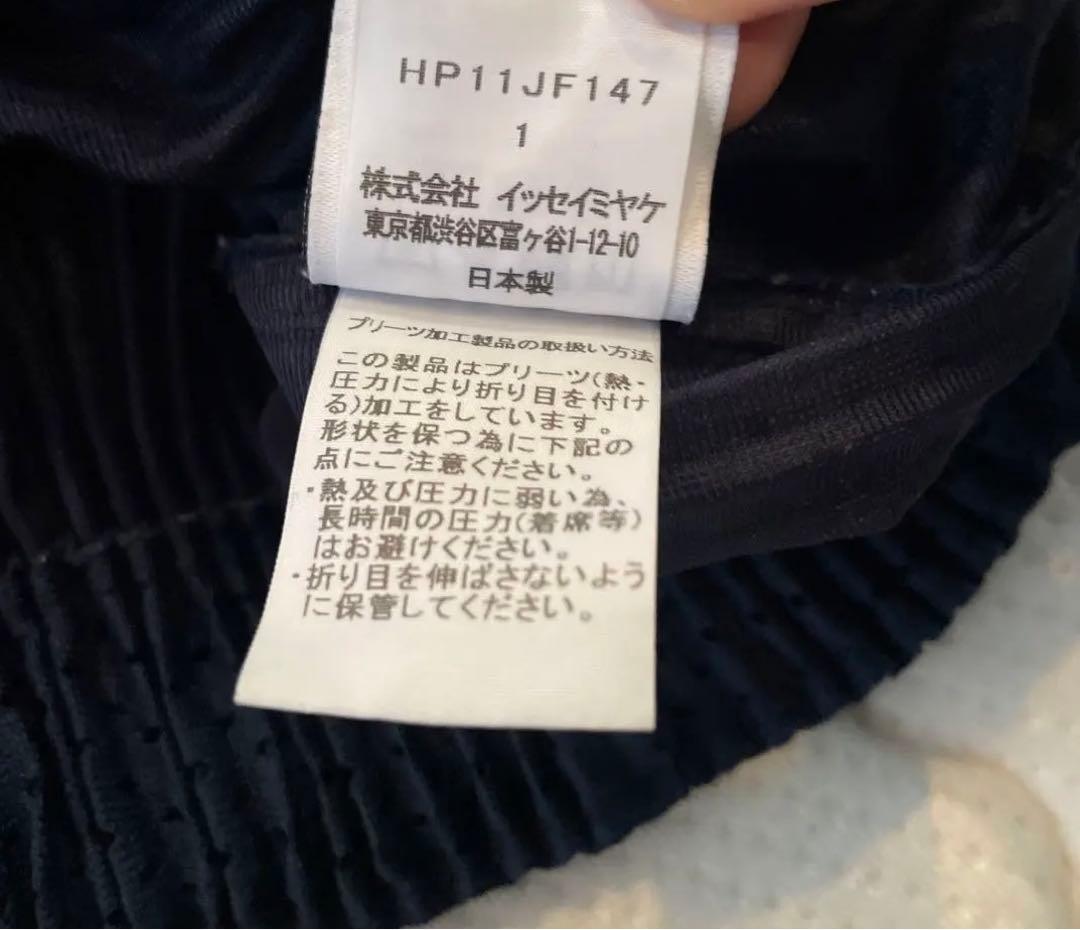 HP11JF147
1
株式会社 イッセイミヤケ
東京都渋谷区富ヶ谷1-12-10
日本製
プリーツ加工製品の取扱い方法
この製品はプリーツ(熱・
圧力により折り目を付け
る)加工をしています。
形状を保つ為に下記の
点にご注意ください。
・熱及び圧力に弱い為、
長時間の圧力(着席等)
はお避けください。
・折り目を伸ばさないよう
に保管してください。